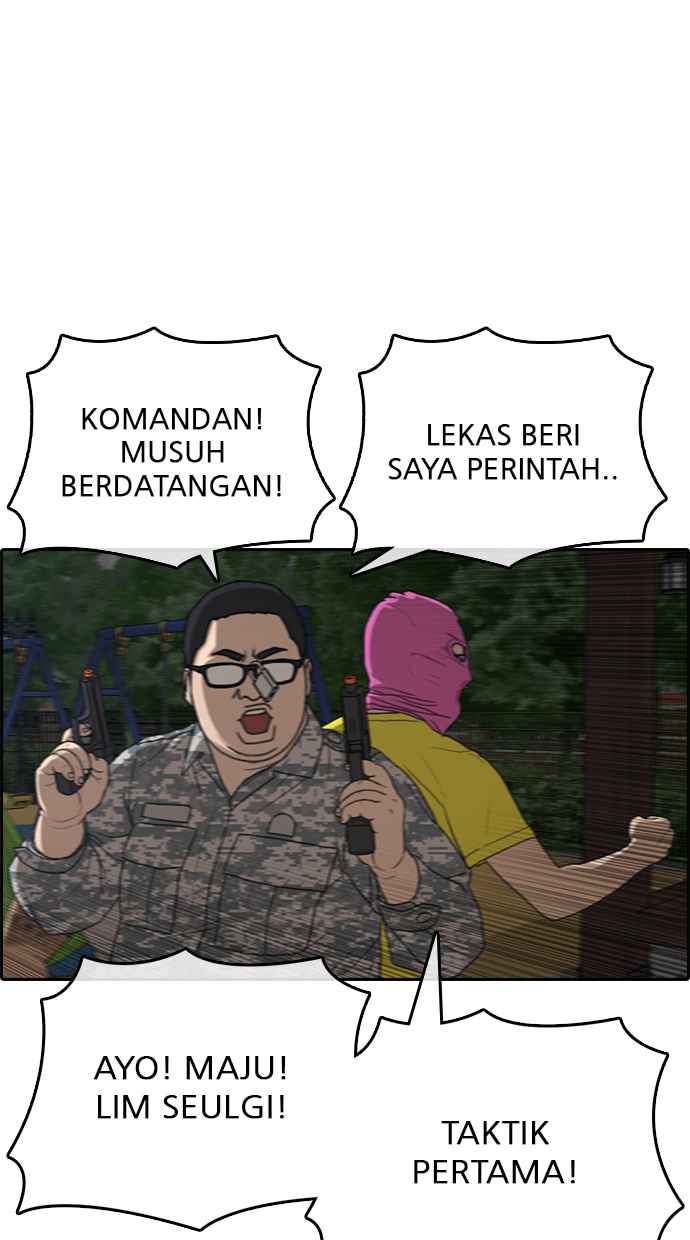 KOMANDAN!
MUSUH
BERDATANGAN!
LEKAS BERI
SAYA PERINTAH..
AYO! MAJU!
LIM SEULGI!
TAKTIK
PERTAMA!